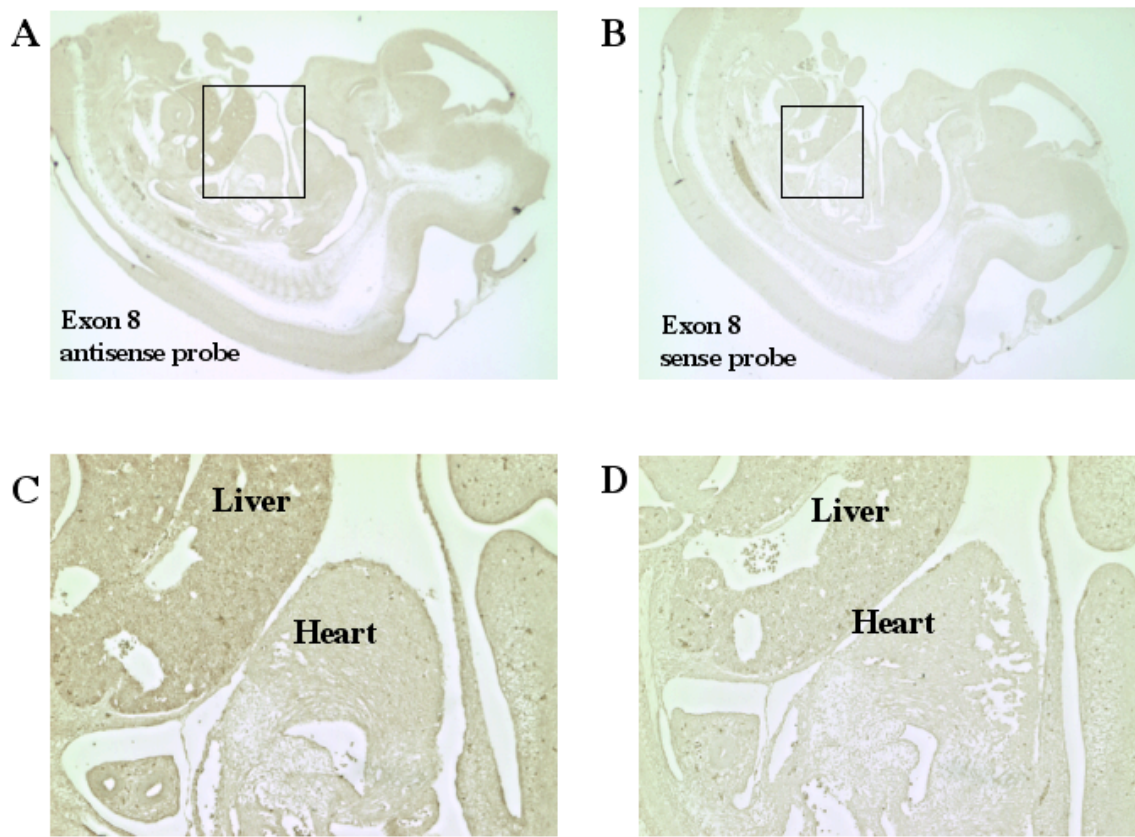 A
B
Exon 8
antisense probe
Exon 8
sense probe
C
D
Liver
Heart
Liver
Heart